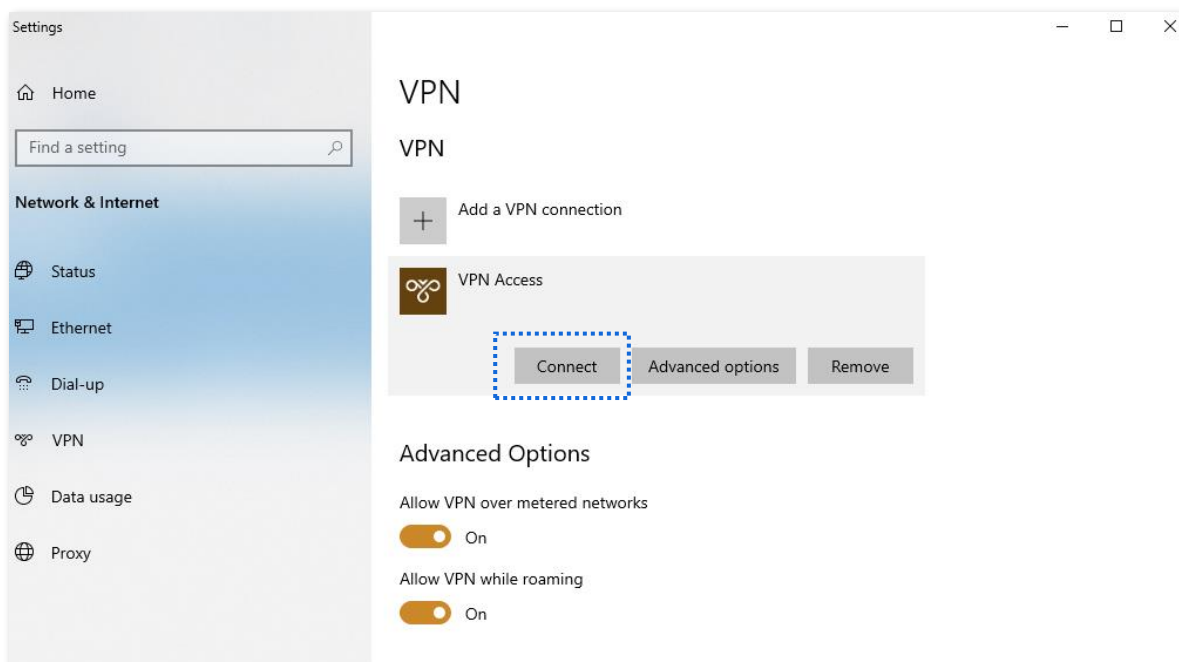 Settings
Home
Find a setting
Network & Internet
Status
Ethernet
Dial-up
VPN
Data usage
Proxy
VPN
VPN
Add a VPN connection
VPN Access
Connect Advanced options Remove
Advanced Options
Allow VPN over metered networks
On
Allow VPN while roaming
On